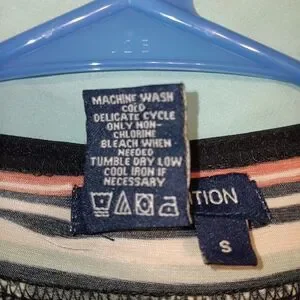 128
MACHINE WASH
COLD
DELICATE CYCLE
ONLY NON-
CHLORINE
BLEACH WHEN
NEEDED
TUMBLE DRY LOW
COOL IRON IF
NECESSARY
TION
S